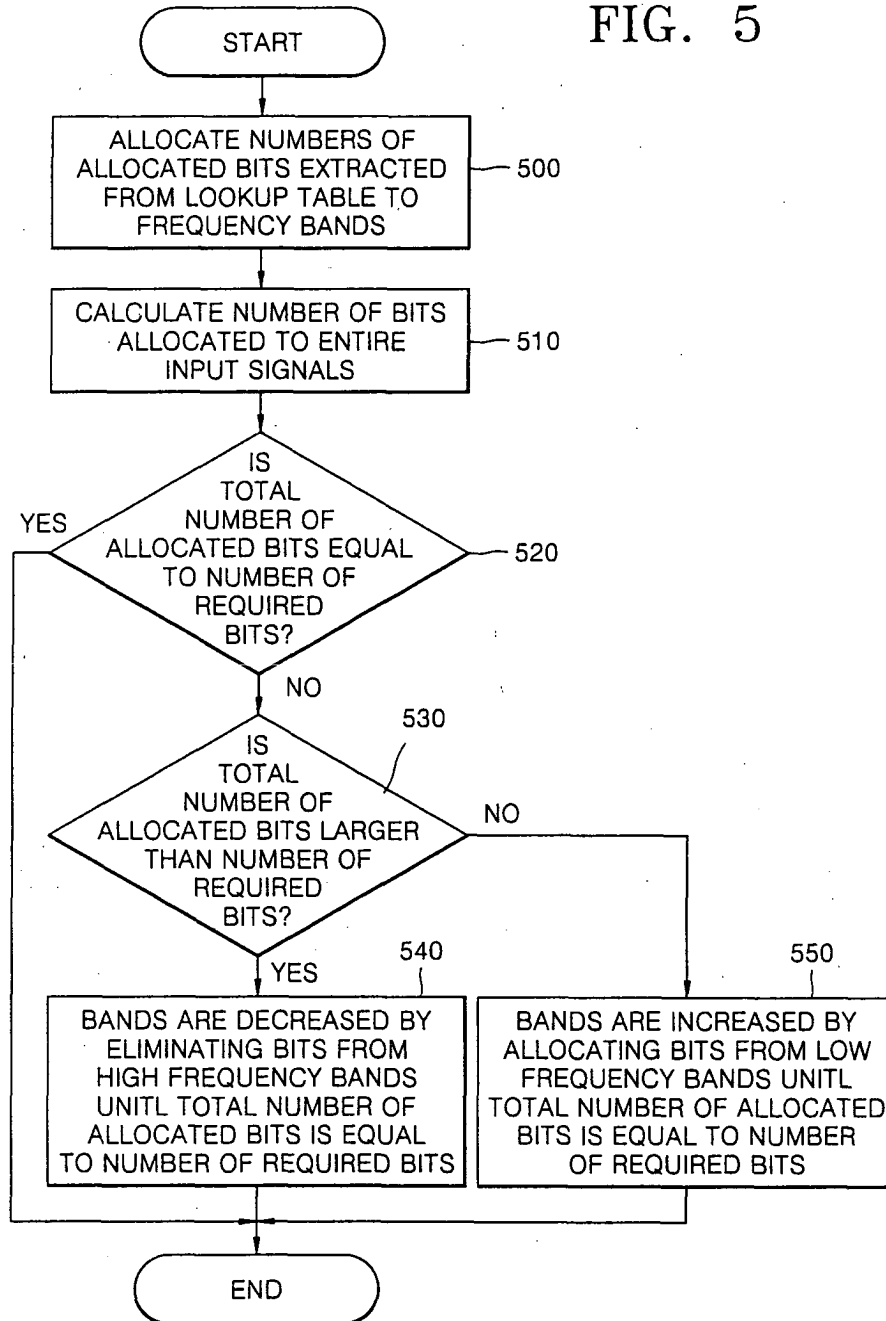 FIG. 5
START
ALLOCATE NUMBERS OF
ALLOCATED BITS EXTRACTED
FROM LOOKUP TABLE TO
FREQUENCY BANDS
500
CALCULATE NUMBER OF BITS
ALLOCATED TO ENTIRE
INPUT SIGNALS
510
IS
TOTAL
NUMBER OF
ALLOCATED BITS EQUAL
TO NUMBER OF
REQUIRED
BITS?
YES
520
NO
530
IS
TOTAL
NUMBER OF
ALLOCATED BITS LARGER
THAN NUMBER OF
REQUIRED
BITS?
NO
YES
540
BANDS ARE DECREASED BY
ELIMINATING BITS FROM
HIGH FREQUENCY BANDS
UNITL TOTAL NUMBER OF
ALLOCATED BITS IS EQUAL
TO NUMBER OF REQUIRED BITS
550
BANDS ARE INCREASED BY
ALLOCATING BITS FROM LOW
FREQUENCY BANDS UNITL
TOTAL NUMBER OF ALLOCATED
BITS IS EQUAL TO NUMBER
OF REQUIRED BITS
END